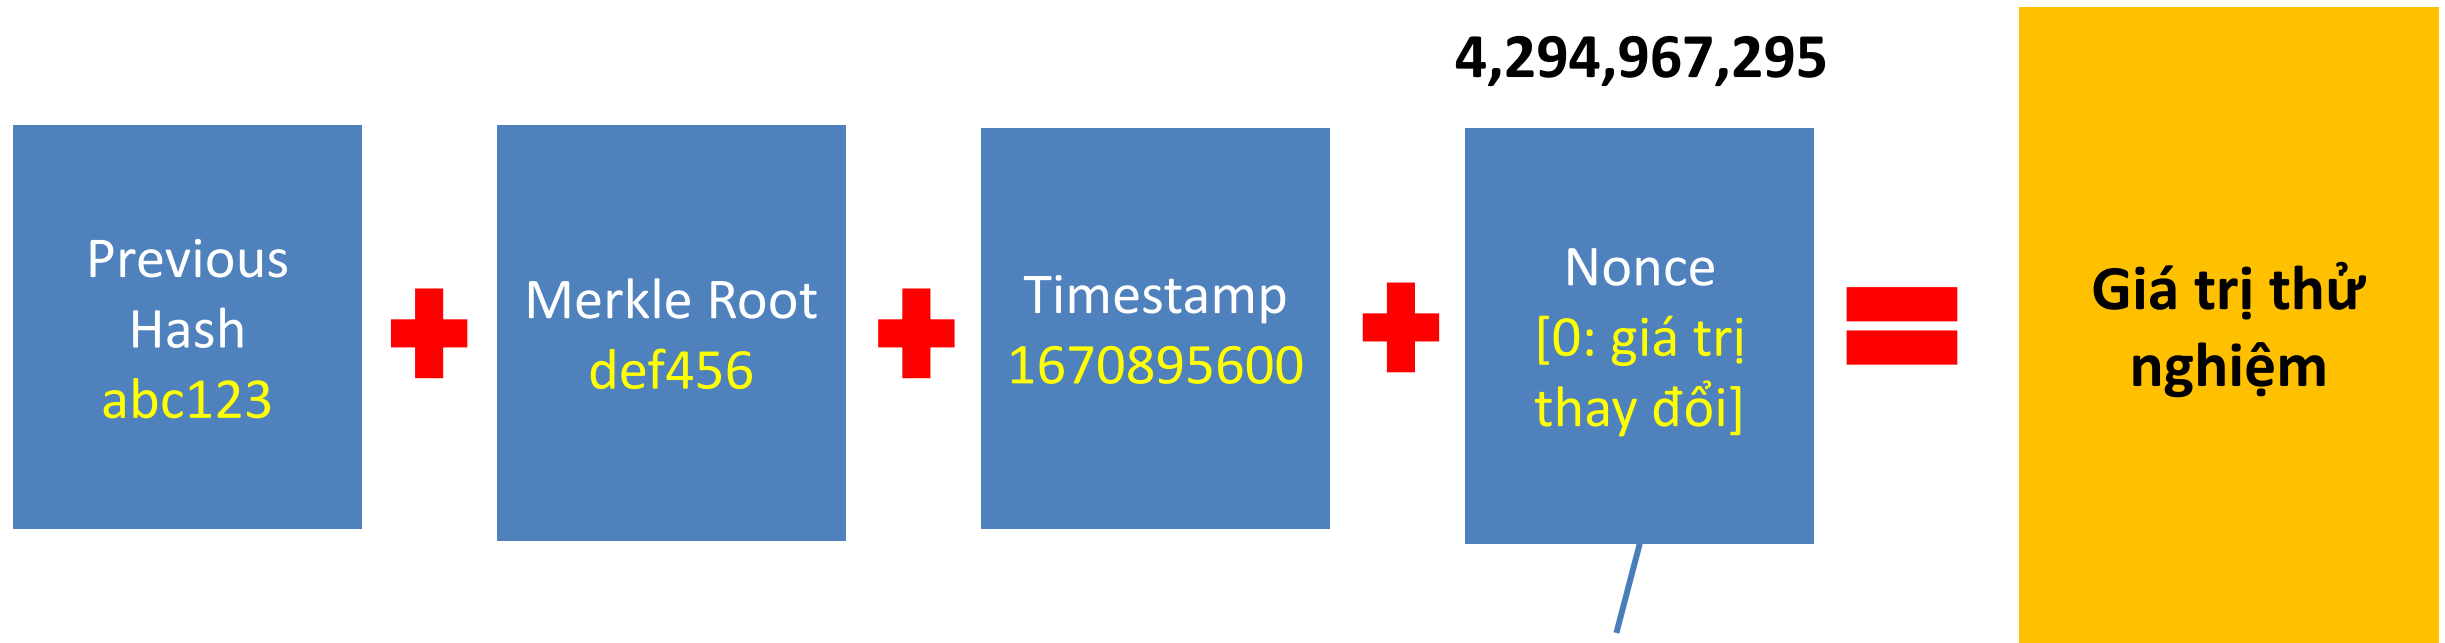 4,294,967,295
Previous
Hash
abc123
Merkle Root
def456
Timestamp
1670895600
Nonce
[0: giá trị
thay đổi]
Giá trị thử
nghiệm